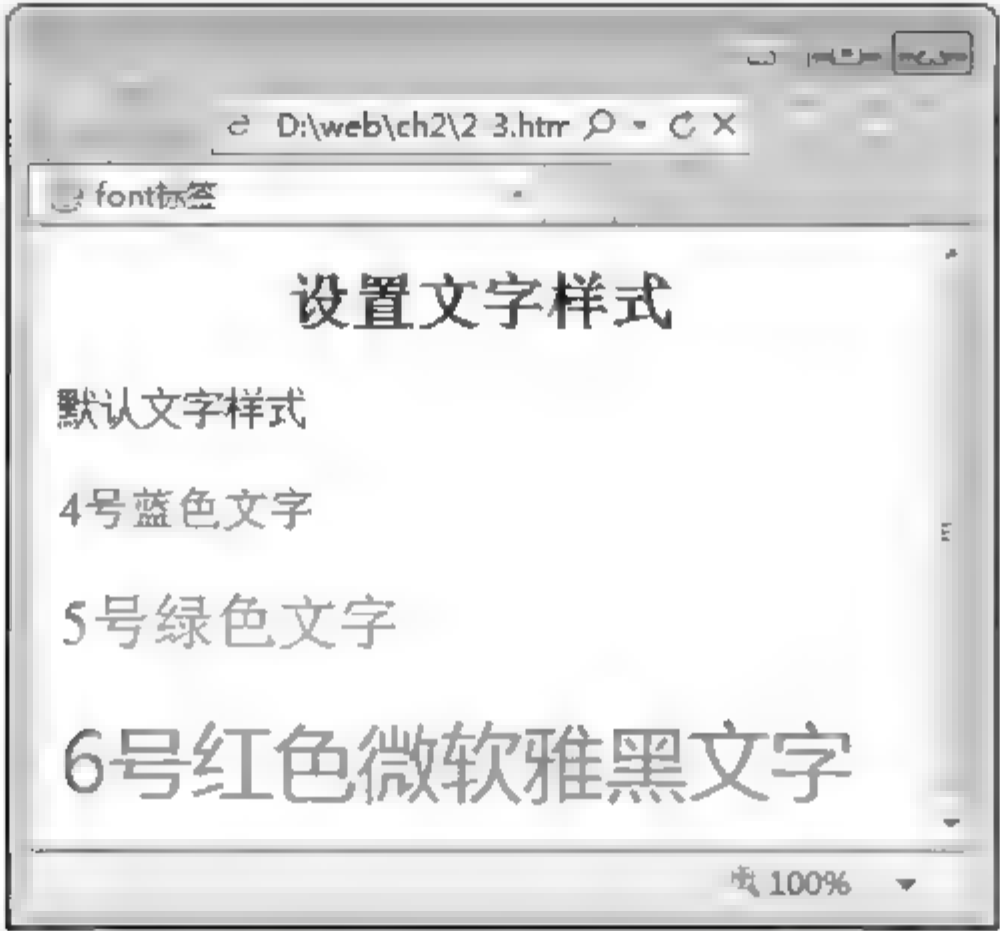 D:\web\ch2\2 3.htm
font标签
设置文字样式
默认文字样式
4号蓝色文字
5号绿色文字
6号红色微软雅黑文字
100%